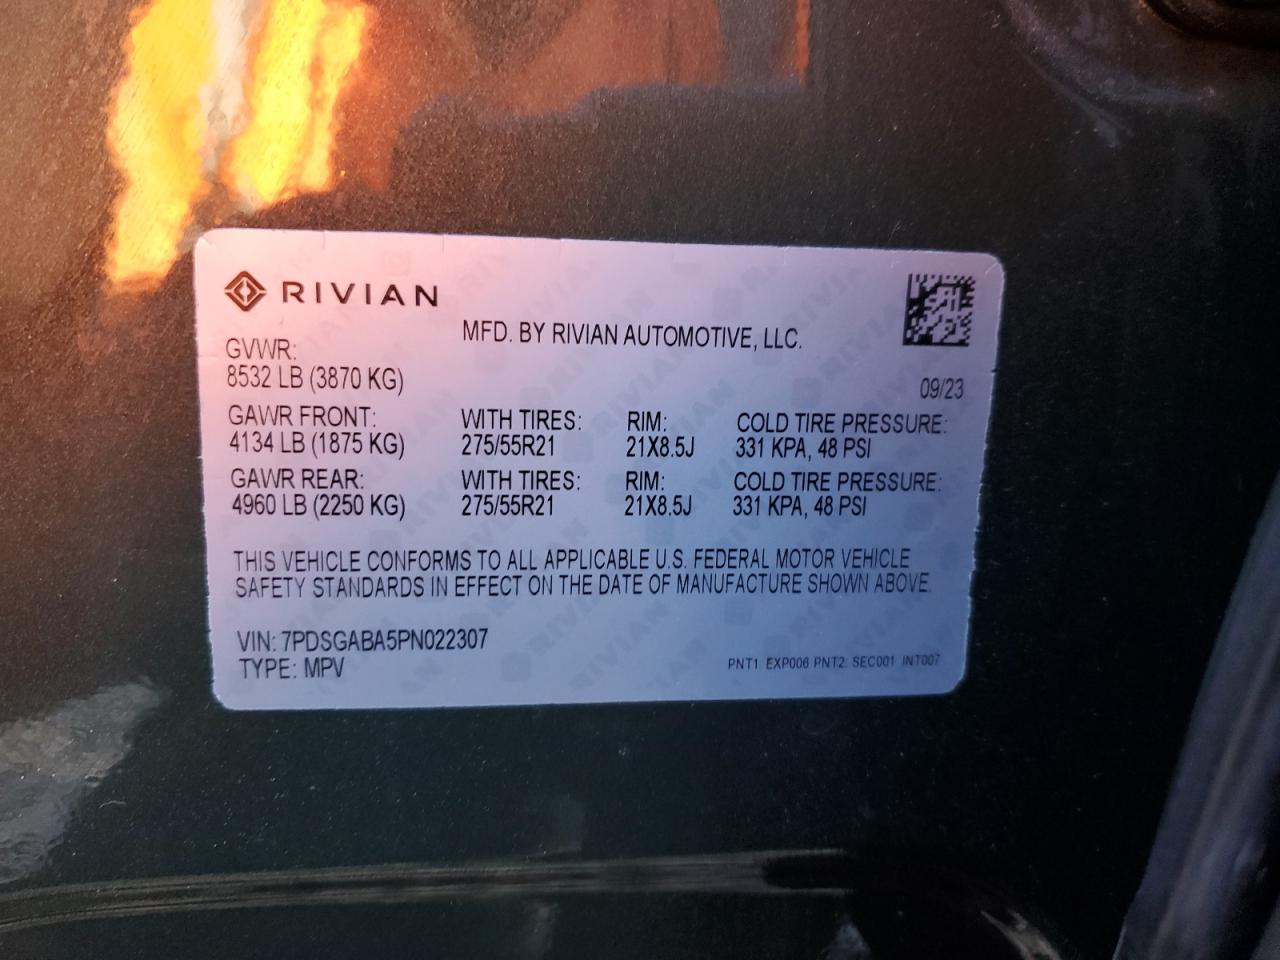 RIVIAN
MFD. BY RIVIAN AUTOMOTIVE, LLC.
GVWR:
8532 LB (3870 KG)
09/23
GAWR FRONT: WITH TIRES: RIM: COLD TIRE PRESSURE:
4134 LB (1875 KG) 275/55R21 21X8.5J 331 KPA, 48 PSI
GAWR REAR: WITH TIRES: RIM: COLD TIRE PRESSURE:
4960 LB (2250 KG) 275/55R21 21X8.5J 331 KPA, 48 PSI
THIS VEHICLE CONFORMS TO ALL APPLICABLE U.S. FEDERAL MOTOR VEHICLE
SAFETY STANDARDS IN EFFECT ON THE DATE OF MANUFACTURE SHOWN ABOVE.
VIN: 7PDSGABA5PN022307
TYPE: MPV
PNT1 EXP006 PNT2 SEC001 INT007